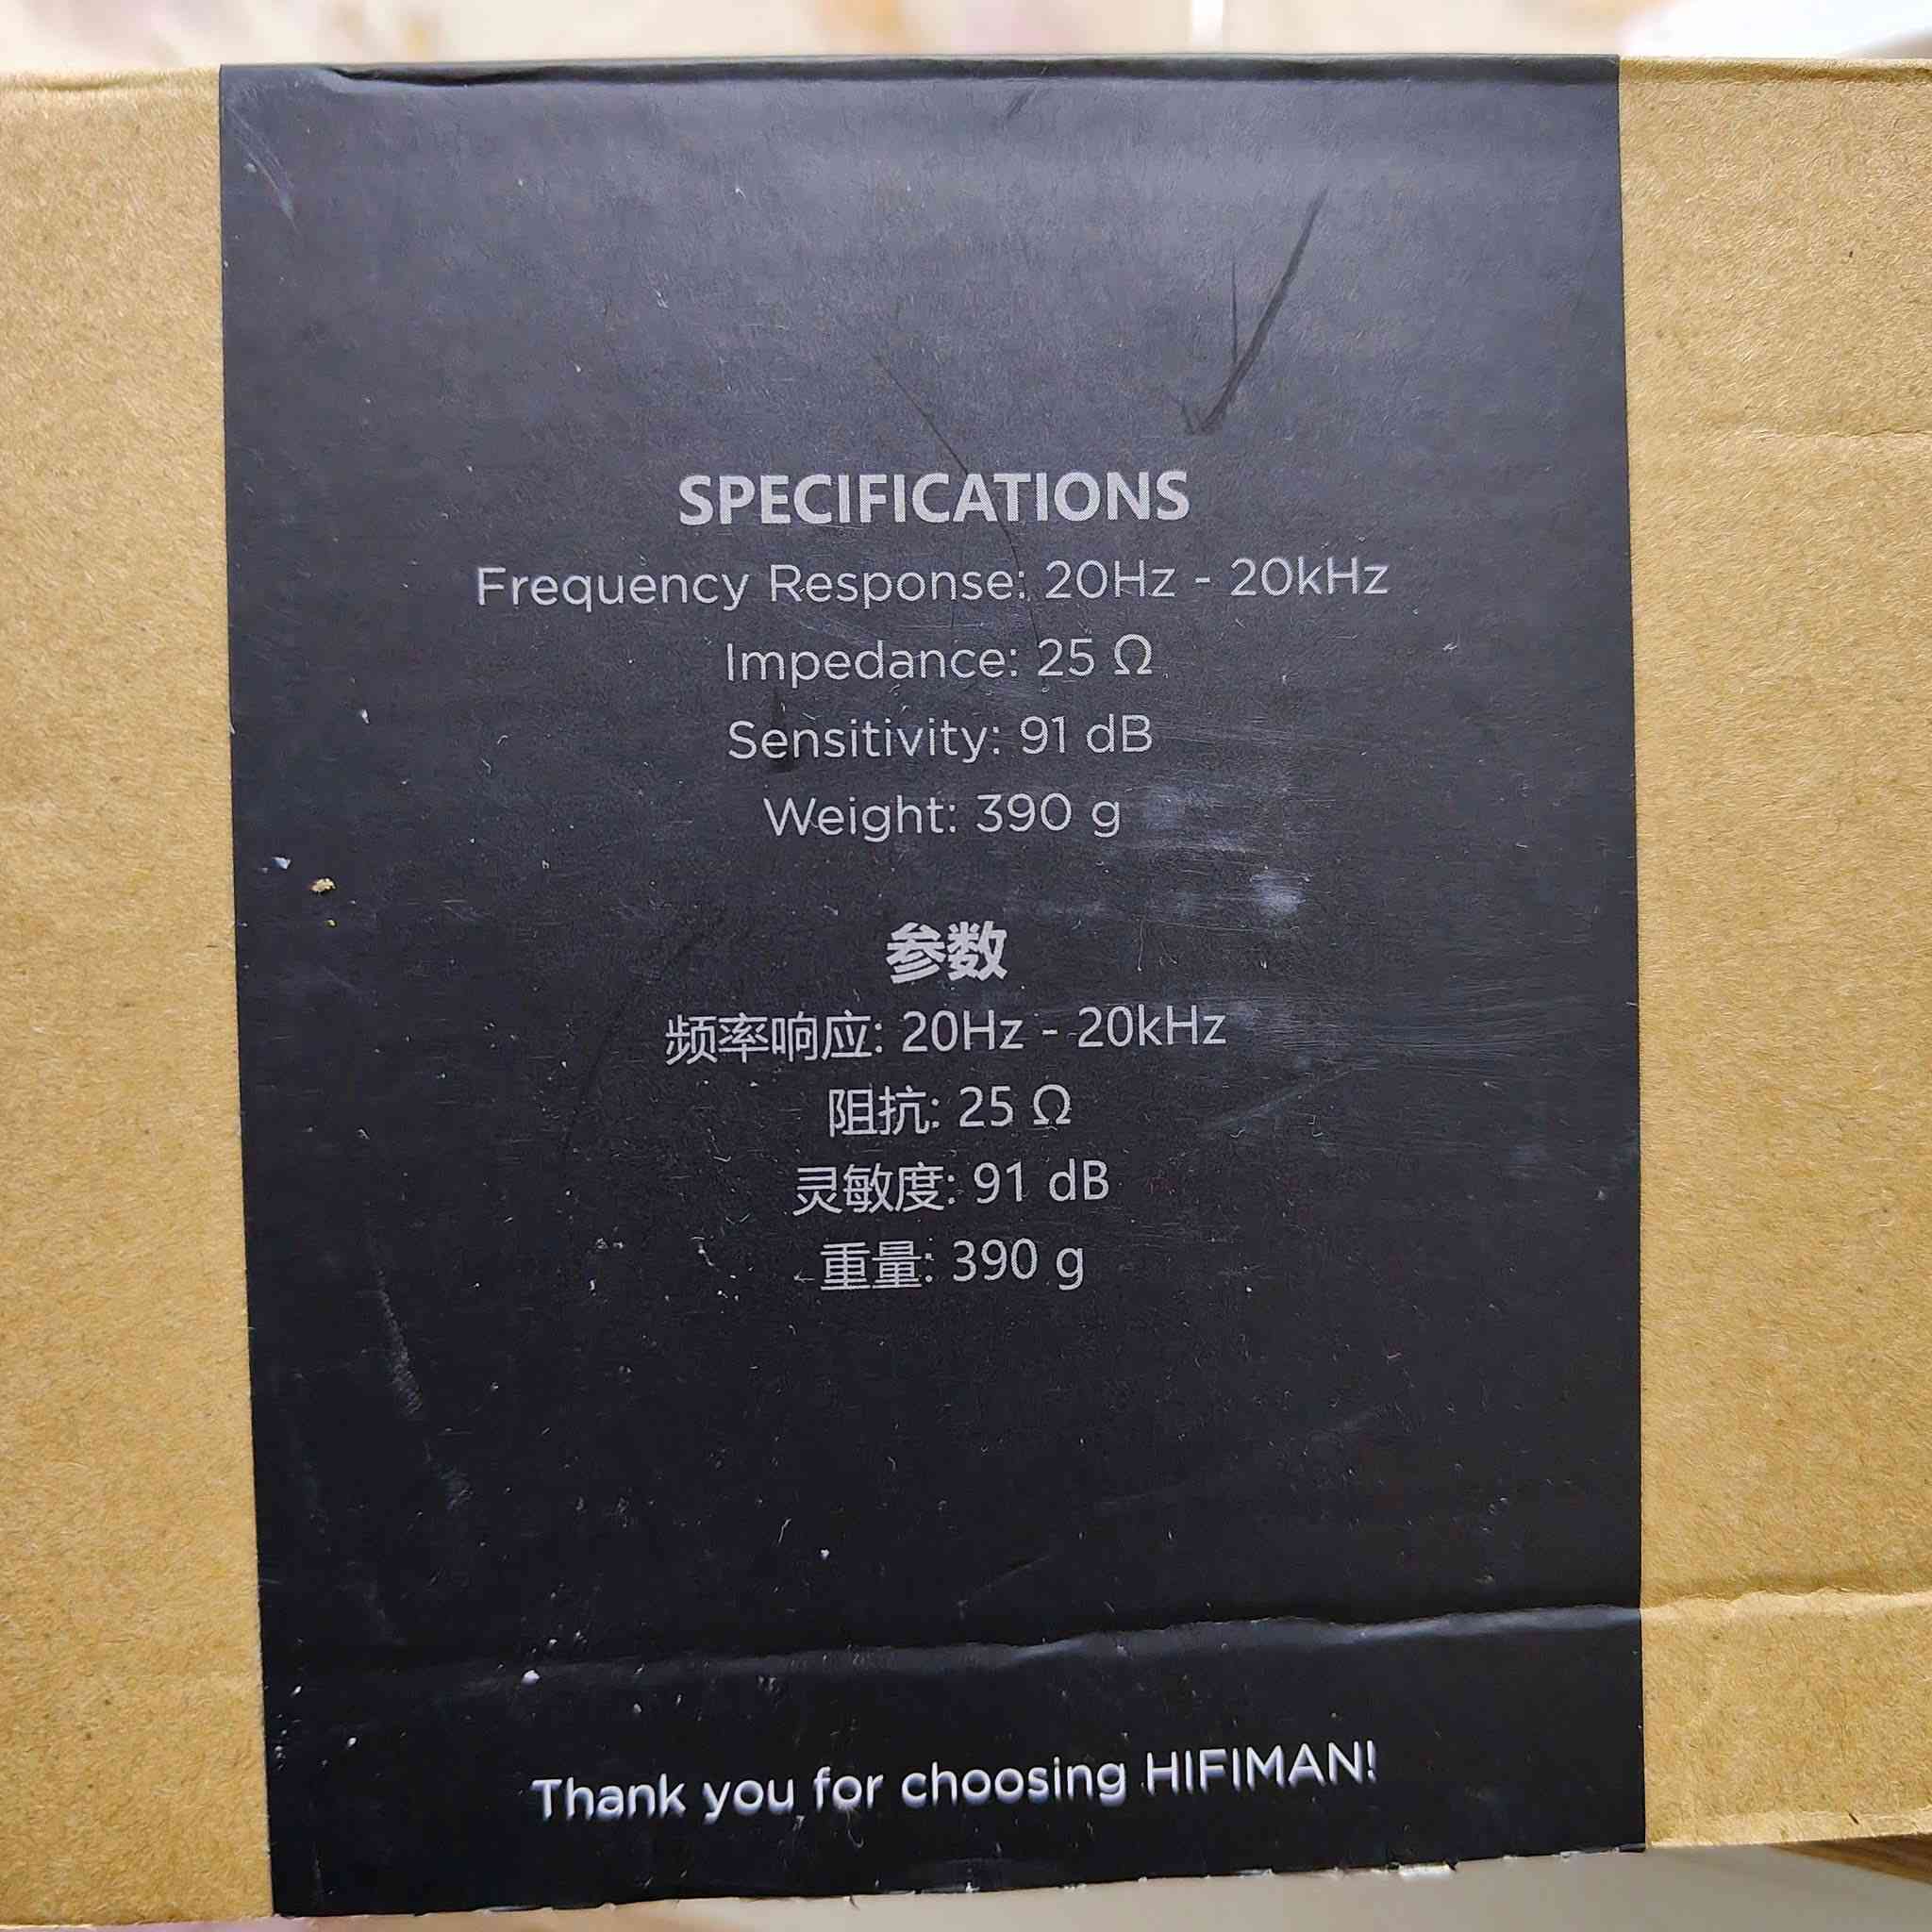 SPECIFICATIONS
Frequency Response: 20Hz - 20kHz
Impedance: 25 Ω
Sensitivity: 91 dB
Weight: 390 g
参数
频率响应: 20Hz - 20kHz
阻抗: 25 Ω
灵敏度: 91 dB
重量: 390 g
Thank you for choosing HIFIMAN!